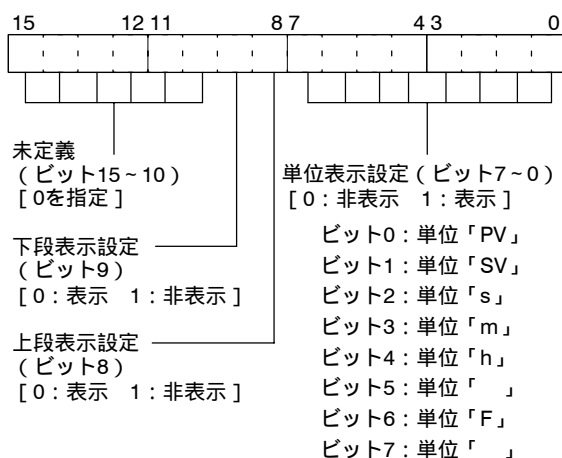 15 12 11 8 7 4 3 0
未定義
(ビット15~10)
[0を指定]
下段表示設定
(ビット9)
[0:表示 1:非表示]
上段表示設定
(ビット8)
[0:表示 1:非表示]
単位表示設定(ビット7~0)
[0:非表示 1:表示]
ビット0:単位「PV」
ビット1:単位「SV」
ビット2:単位「s」
ビット3:単位「m」
ビット4:単位「h」
ビット5:単位「 」
ビット6:単位「F」
ビット7:単位「 」